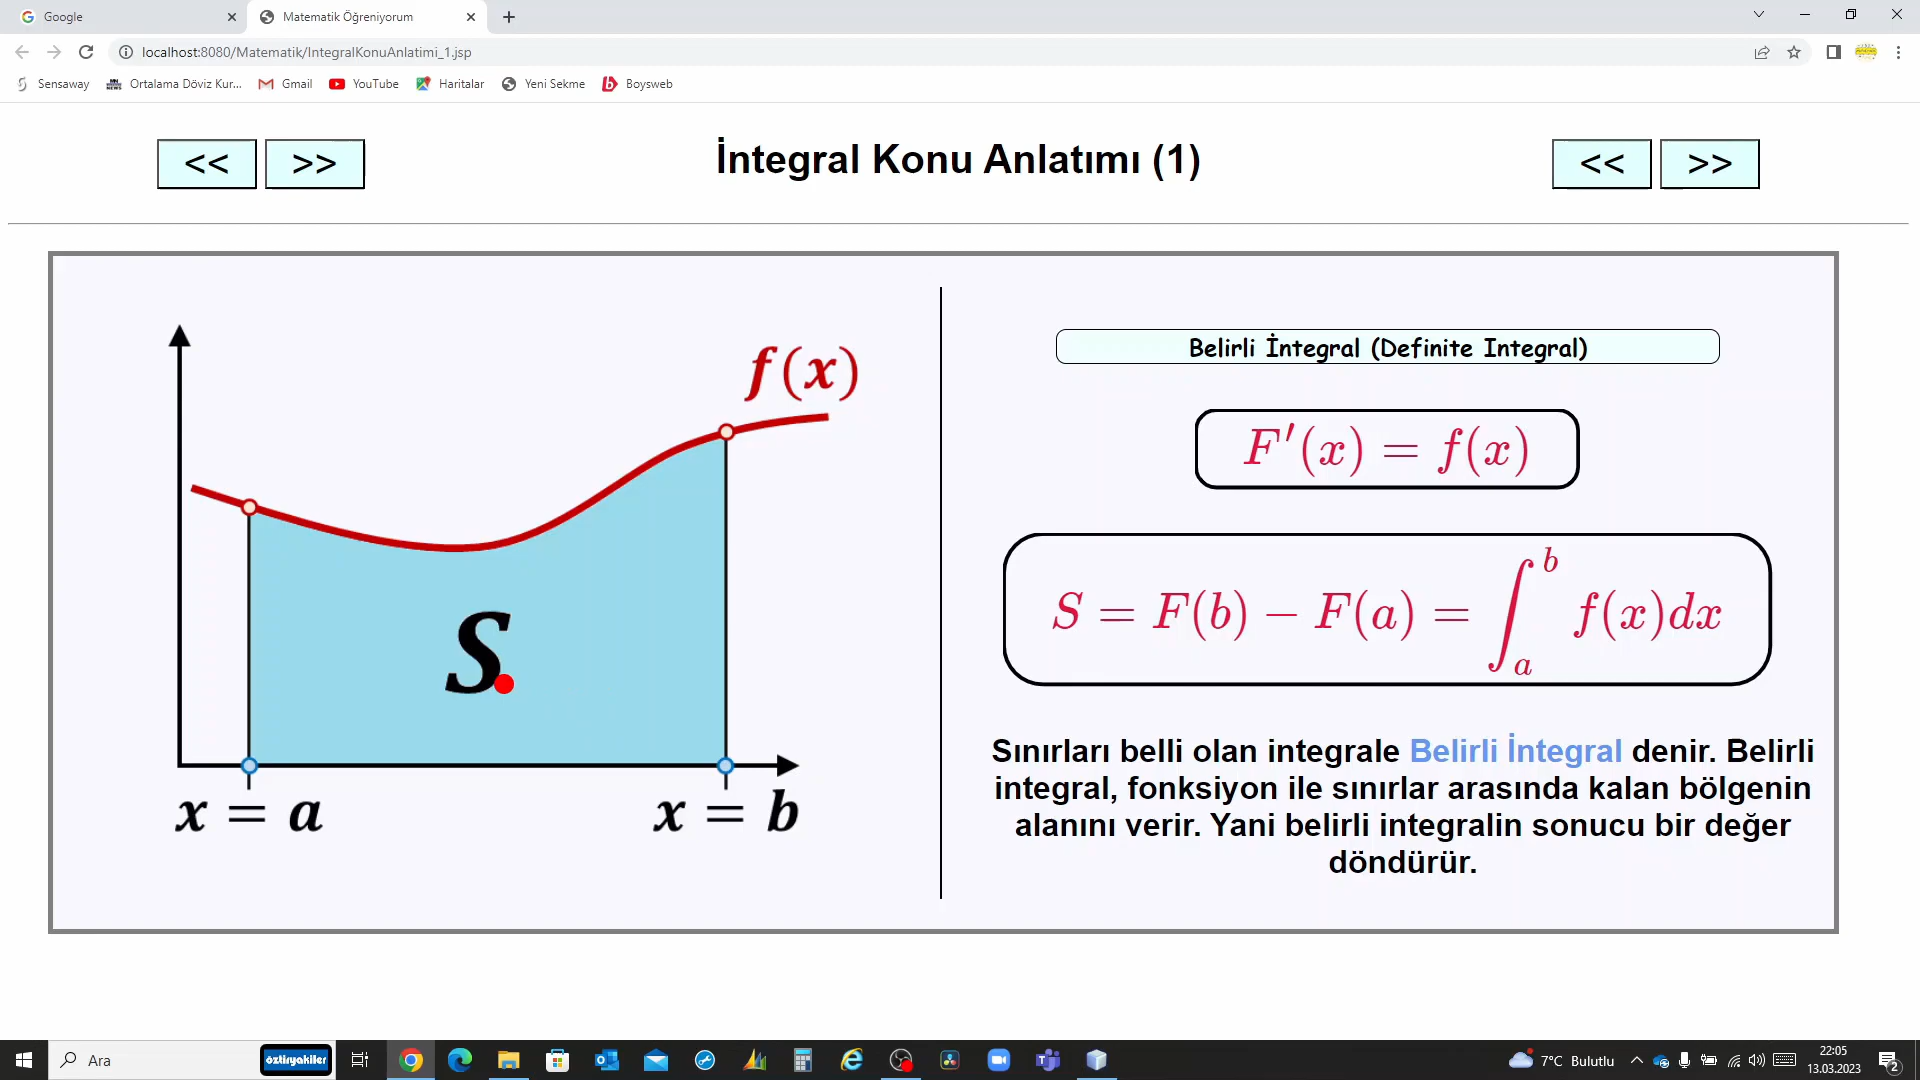 Google
Matematik Öğreniyorum
localhost:8080/Matematik/IntegralKonuAnlatimi_1.jsp
Sensaway
Ortalama Döviz Kur...
Gmail
YouTube
Haritalar
Yeni Sekme
Boysweb
<< >>
İntegral Konu Anlatımı (1)
<< >>
f(x)
S
x = a
x = b
Belirli İntegral (Definite Integral)
F'(x) = f(x)
S = F(b) − F(a) = ∫_a^b f(x)dx
Sınırları belli olan integrale Belirli İntegral denir. Belirli
integral, fonksiyon ile sınırlar arasında kalan bölgenin
alanını verir. Yani belirli integralin sonucu bir değer
döndürür.
Ara
öztiryakiler
7°C Bulutlu
22:05
13.03.2023
2